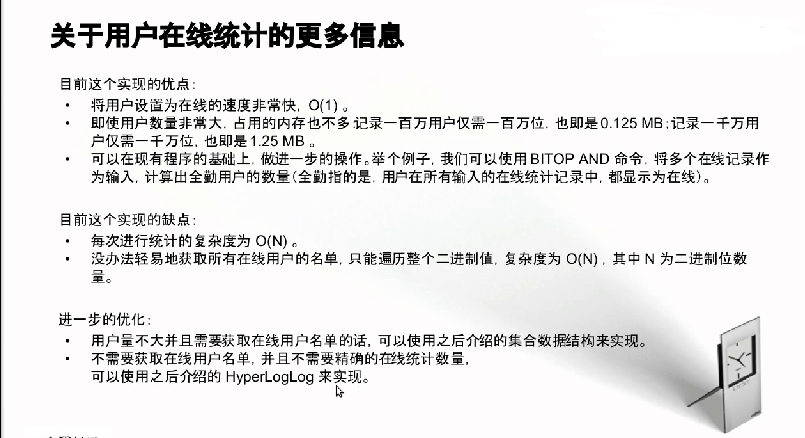 关于用户在线统计的更多信息
目前这个实现的优点：
• 将用户设置为在线的速度非常快，O(1) 。
• 即使用户数量非常大，占用的内存也不多:记录一百万用户仅需一百万位，也即是0.125 MB；记录一千万用
户仅需一千万位，也即是 1.25 MB 。
• 可以在现有程序的基础上，做进一步的操作。举个例子，我们可以使用 BITOP AND 命令，将多个在线记录作
为输入，计算出全勤用户的数量(全勤指的是，用户在所有输入的在线统计记录中，都显示为在线)。
目前这个实现的缺点：
• 每次进行统计的复杂度为 O(N) 。
• 没办法轻易地获取所有在线用户的名单，只能遍历整个二进制值，复杂度为 O(N) ，其中 N 为二进制位数
量。
进一步的优化：
• 用户量不大并且需要获取在线用户名单的话，可以使用之后介绍的集合数据结构来实现。
• 不需要获取在线用户名单，并且不需要精确的在线统计数量，
可以使用之后介绍的 HyperLogLog 来实现。